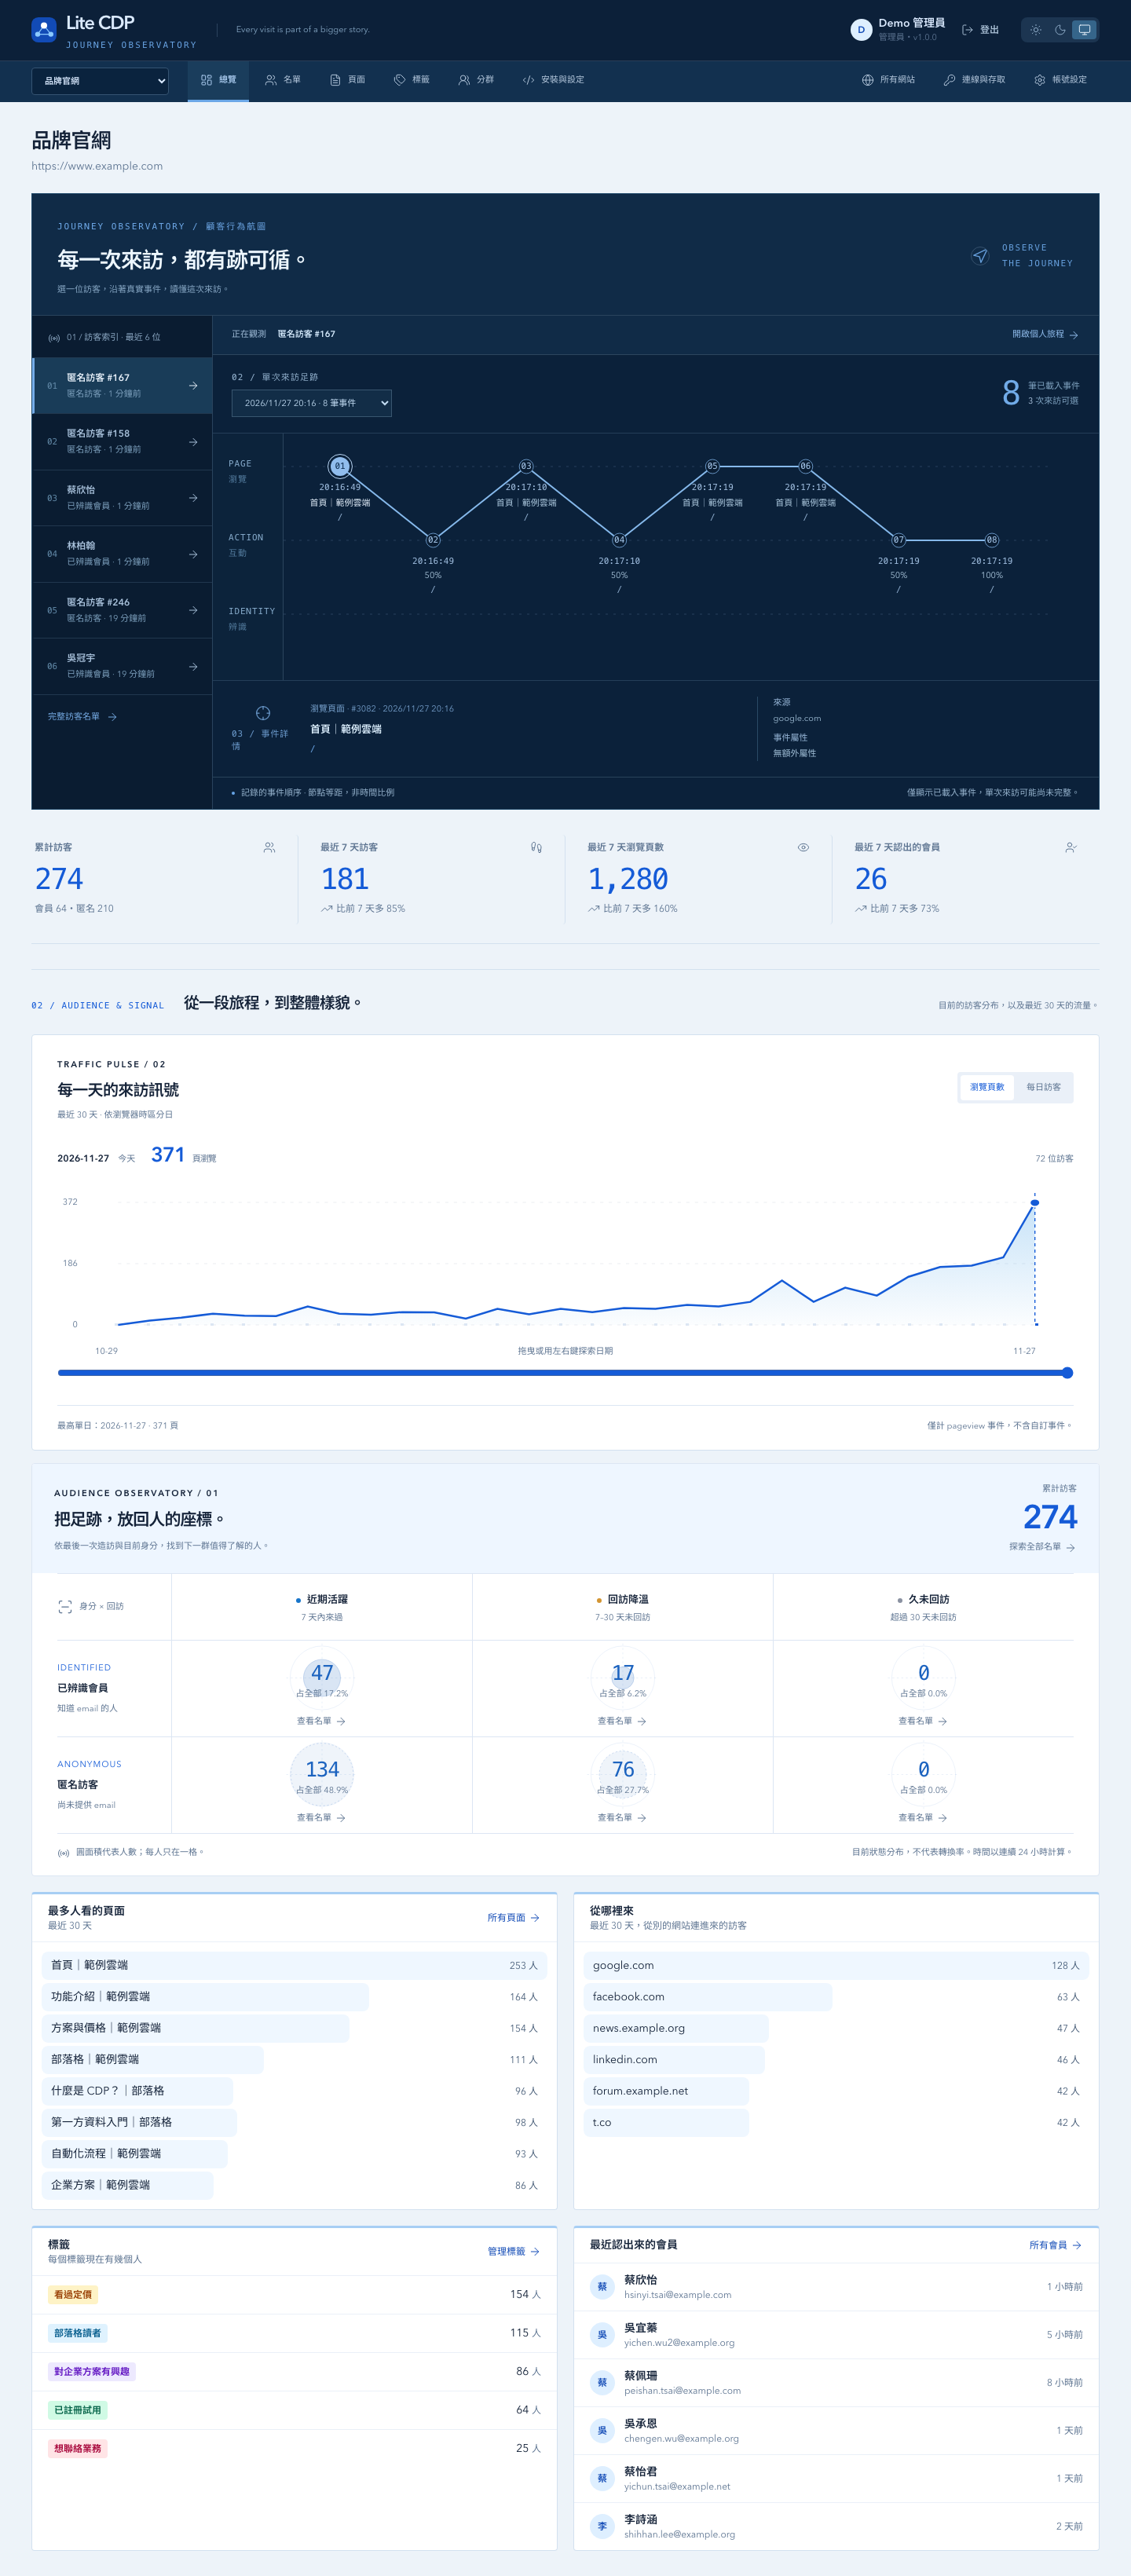 Lite CDP
JOURNEY OBSERVATORY
Every visit is part of a bigger story.
D
Demo 管理員
管理員・v1.0.0
登出
品牌官網
總覽
名單
頁面
標籤
分群
安裝與設定
所有網站
連線與存取
帳號設定
品牌官網
https://www.example.com
JOURNEY OBSERVATORY / 顧客行為航圖
每一次來訪，都有跡可循。
選一位訪客，沿著真實事件，讀懂這次來訪。
OBSERVE
THE JOURNEY
01 / 訪客索引 · 最近 6 位
01
匿名訪客 #167
匿名訪客 · 1 分鐘前
02
匿名訪客 #158
匿名訪客 · 1 分鐘前
03
蔡欣怡
已辨識會員 · 1 分鐘前
04
林柏翰
已辨識會員 · 1 分鐘前
05
匿名訪客 #246
匿名訪客 · 19 分鐘前
06
吳冠宇
已辨識會員 · 19 分鐘前
完整訪客名單
正在觀測 匿名訪客 #167
開啟個人旅程
02 / 單次來訪足跡
2026/11/27 20:16 · 8 筆事件
8
筆已載入事件
3 次來訪可選
PAGE
瀏覽
ACTION
互動
IDENTITY
辨識
01
20:16:49
首頁｜範例雲端
/
02
20:16:49
50%
/
03
20:17:10
首頁｜範例雲端
/
04
20:17:10
50%
/
05
20:17:19
首頁｜範例雲端
/
06
20:17:19
首頁｜範例雲端
/
07
20:17:19
50%
/
08
20:17:19
100%
/
03 / 事件詳情
瀏覽頁面 · #3082 · 2026/11/27 20:16
首頁｜範例雲端
/
來源
google.com
事件屬性
無額外屬性
記錄的事件順序 · 節點等距，非時間比例
僅顯示已載入事件，單次來訪可能尚未完整。
累計訪客
274
會員 64・匿名 210
最近 7 天訪客
181
比前 7 天多 85%
最近 7 天瀏覽頁數
1,280
比前 7 天多 160%
最近 7 天認出的會員
26
比前 7 天多 73%
02 / AUDIENCE & SIGNAL
從一段旅程，到整體樣貌。
目前的訪客分布，以及最近 30 天的流量。
TRAFFIC PULSE / 02
每一天的來訪訊號
最近 30 天 · 依瀏覽器時區分日
瀏覽頁數
每日訪客
2026-11-27 今天 371 頁瀏覽
72 位訪客
372
186
0
10-29
拖曳或用左右鍵探索日期
11-27
最高單日：2026-11-27 · 371 頁
僅計 pageview 事件，不含自訂事件。
AUDIENCE OBSERVATORY / 01
把足跡，放回人的座標。
依最後一次造訪與目前身分，找到下一群值得了解的人。
累計訪客
274
探索全部名單
身分 × 回訪
近期活躍
7 天內來過
回訪降溫
7-30 天未回訪
久未回訪
超過 30 天未回訪
IDENTIFIED
已辨識會員
知道 email 的人
47
占全部 17.2%
查看名單
17
占全部 6.2%
查看名單
0
占全部 0.0%
查看名單
ANONYMOUS
匿名訪客
尚未提供 email
134
占全部 48.9%
查看名單
76
占全部 27.7%
查看名單
0
占全部 0.0%
查看名單
圓面積代表人數；每人只在一格。
目前狀態分布，不代表轉換率。時間以連續 24 小時計算。
最多人看的頁面
最近 30 天
所有頁面
首頁｜範例雲端 253 人
功能介紹｜範例雲端 164 人
方案與價格｜範例雲端 154 人
部落格｜範例雲端 111 人
什麼是 CDP？｜部落格 96 人
第一方資料入門｜部落格 98 人
自動化流程｜範例雲端 93 人
企業方案｜範例雲端 86 人
從哪裡來
最近 30 天，從別的網站連進來的訪客
google.com 128 人
facebook.com 63 人
news.example.org 47 人
linkedin.com 46 人
forum.example.net 42 人
t.co 42 人
標籤
每個標籤現在有幾個人
管理標籤
看過定價 154 人
部落格讀者 115 人
對企業方案有興趣 86 人
已註冊試用 64 人
想聯絡業務 25 人
最近認出來的會員
所有會員
蔡
蔡欣怡
hsinyi.tsai@example.com
1 小時前
吳
吳宜蓁
yichen.wu2@example.org
5 小時前
蔡
蔡佩珊
peishan.tsai@example.com
8 小時前
吳
吳承恩
chengen.wu@example.org
1 天前
蔡
蔡怡君
yichun.tsai@example.net
1 天前
李
李詩涵
shihhan.lee@example.org
2 天前